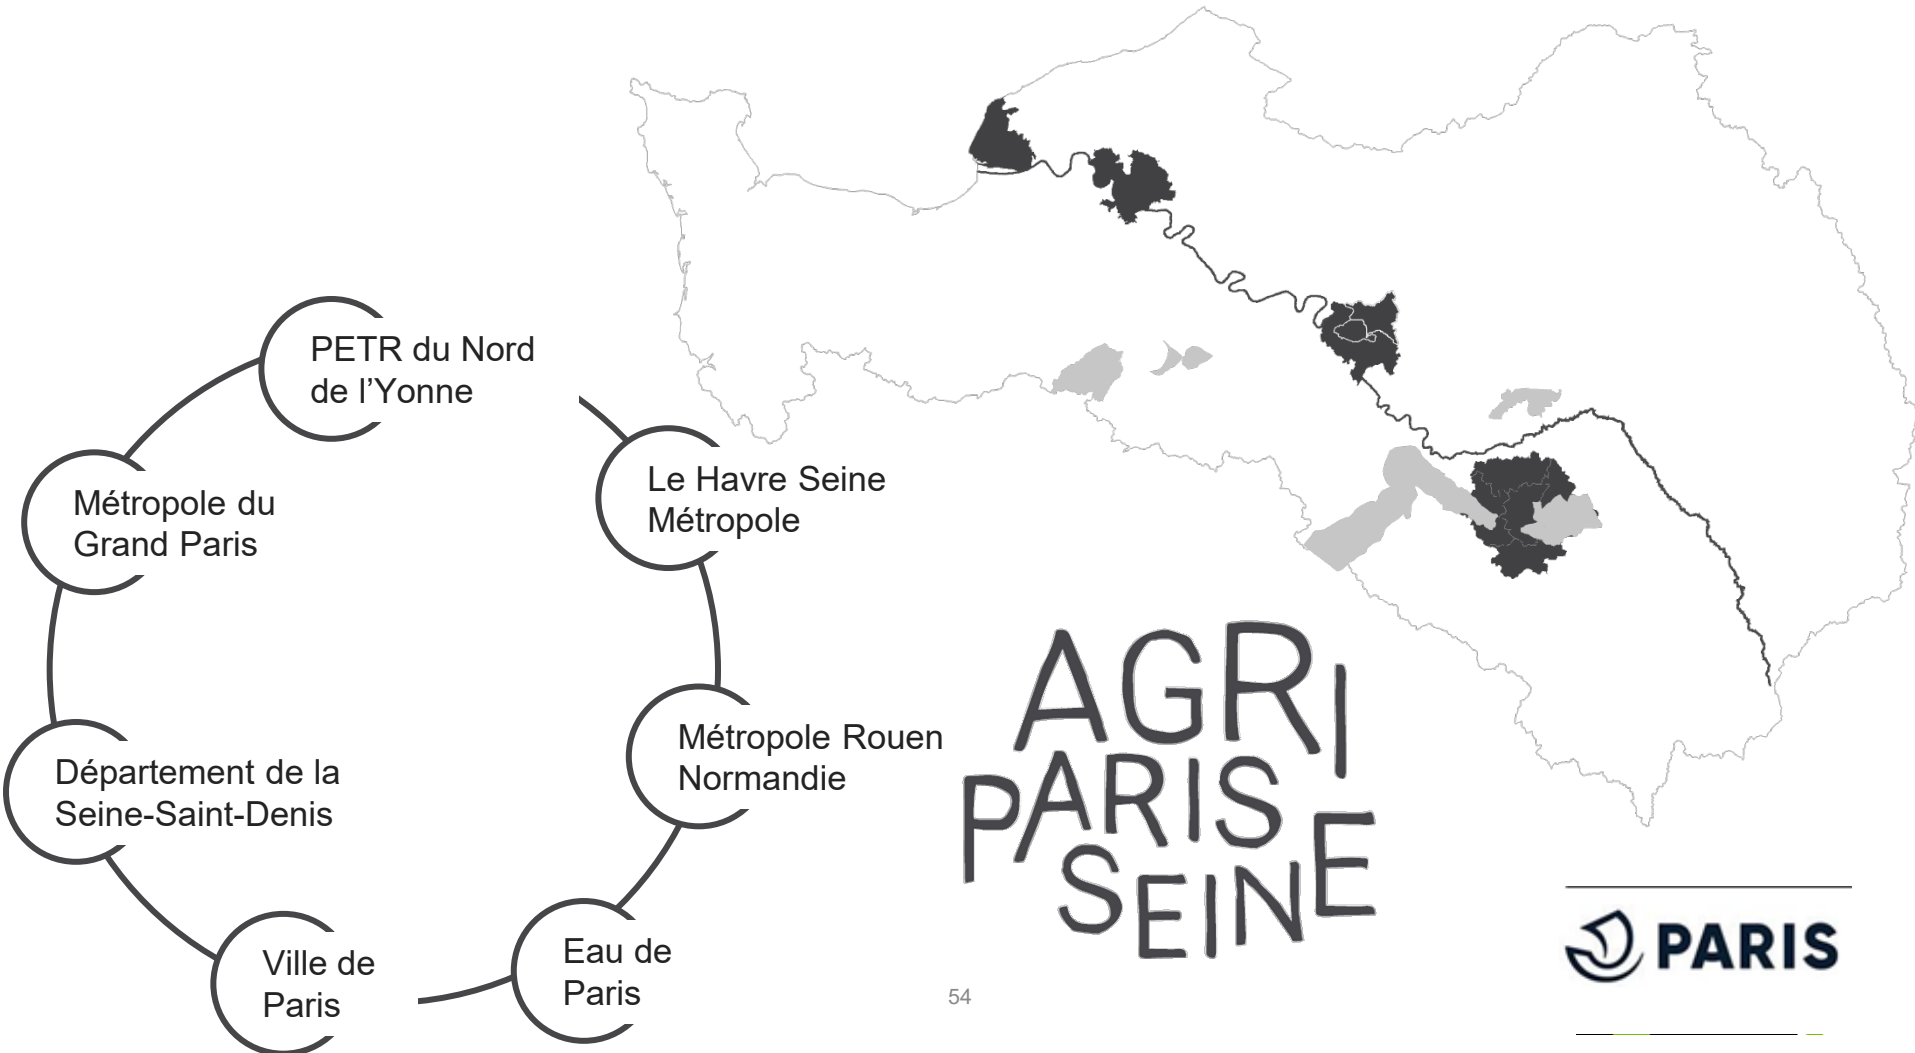 PETR du Nord
de l’Yonne
Le Havre Seine
Métropole
Métropole du
Grand Paris
Métropole Rouen
Normandie
Département de la
Seine-Saint-Denis
Eau de
Paris
Ville de
Paris
AGRI
PARIS
SEINE
PARIS
54